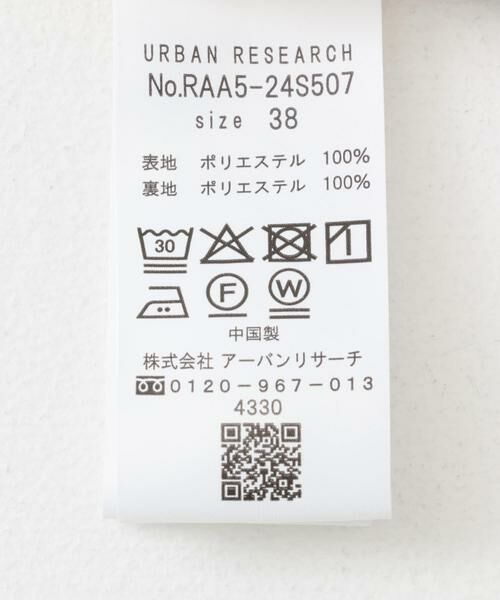 URBAN RESEARCH
No.RAA5-24S507
size 38
表地 ポリエステル 100%
裏地 ポリエステル 100%
30
F W
中国製
株式会社 アーバンリサーチ
0120-967-013
4330